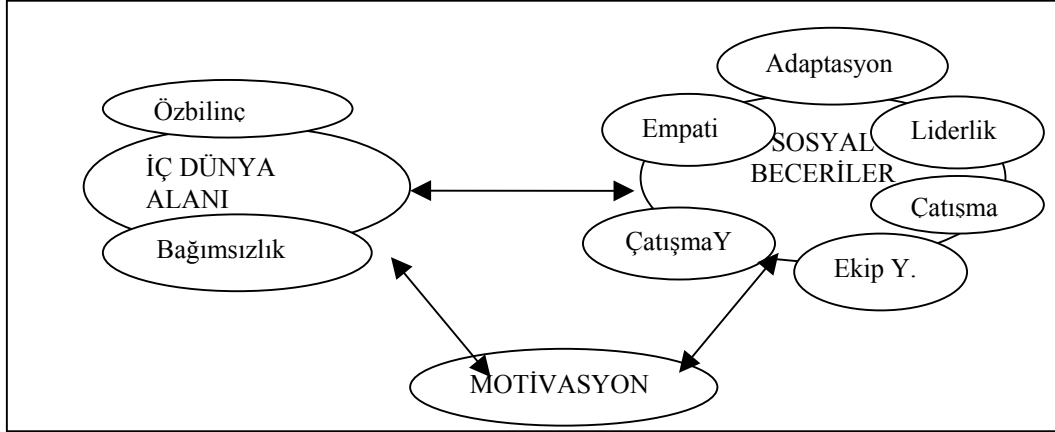 Özbilinç
İÇ DÜNYA
ALANI
Bağımsızlık
Adaptasyon
Empati
Liderlik
SOSYAL
BECERİLER
Çatışma
ÇatışmaY
Ekip Y.
MOTİVASYON